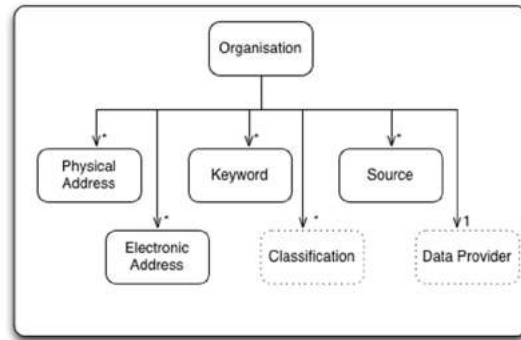 Organisation
*
*
*
Physical
Address
Keyword
Source
*
*
1
Electronic
Address
Classification
Data Provider